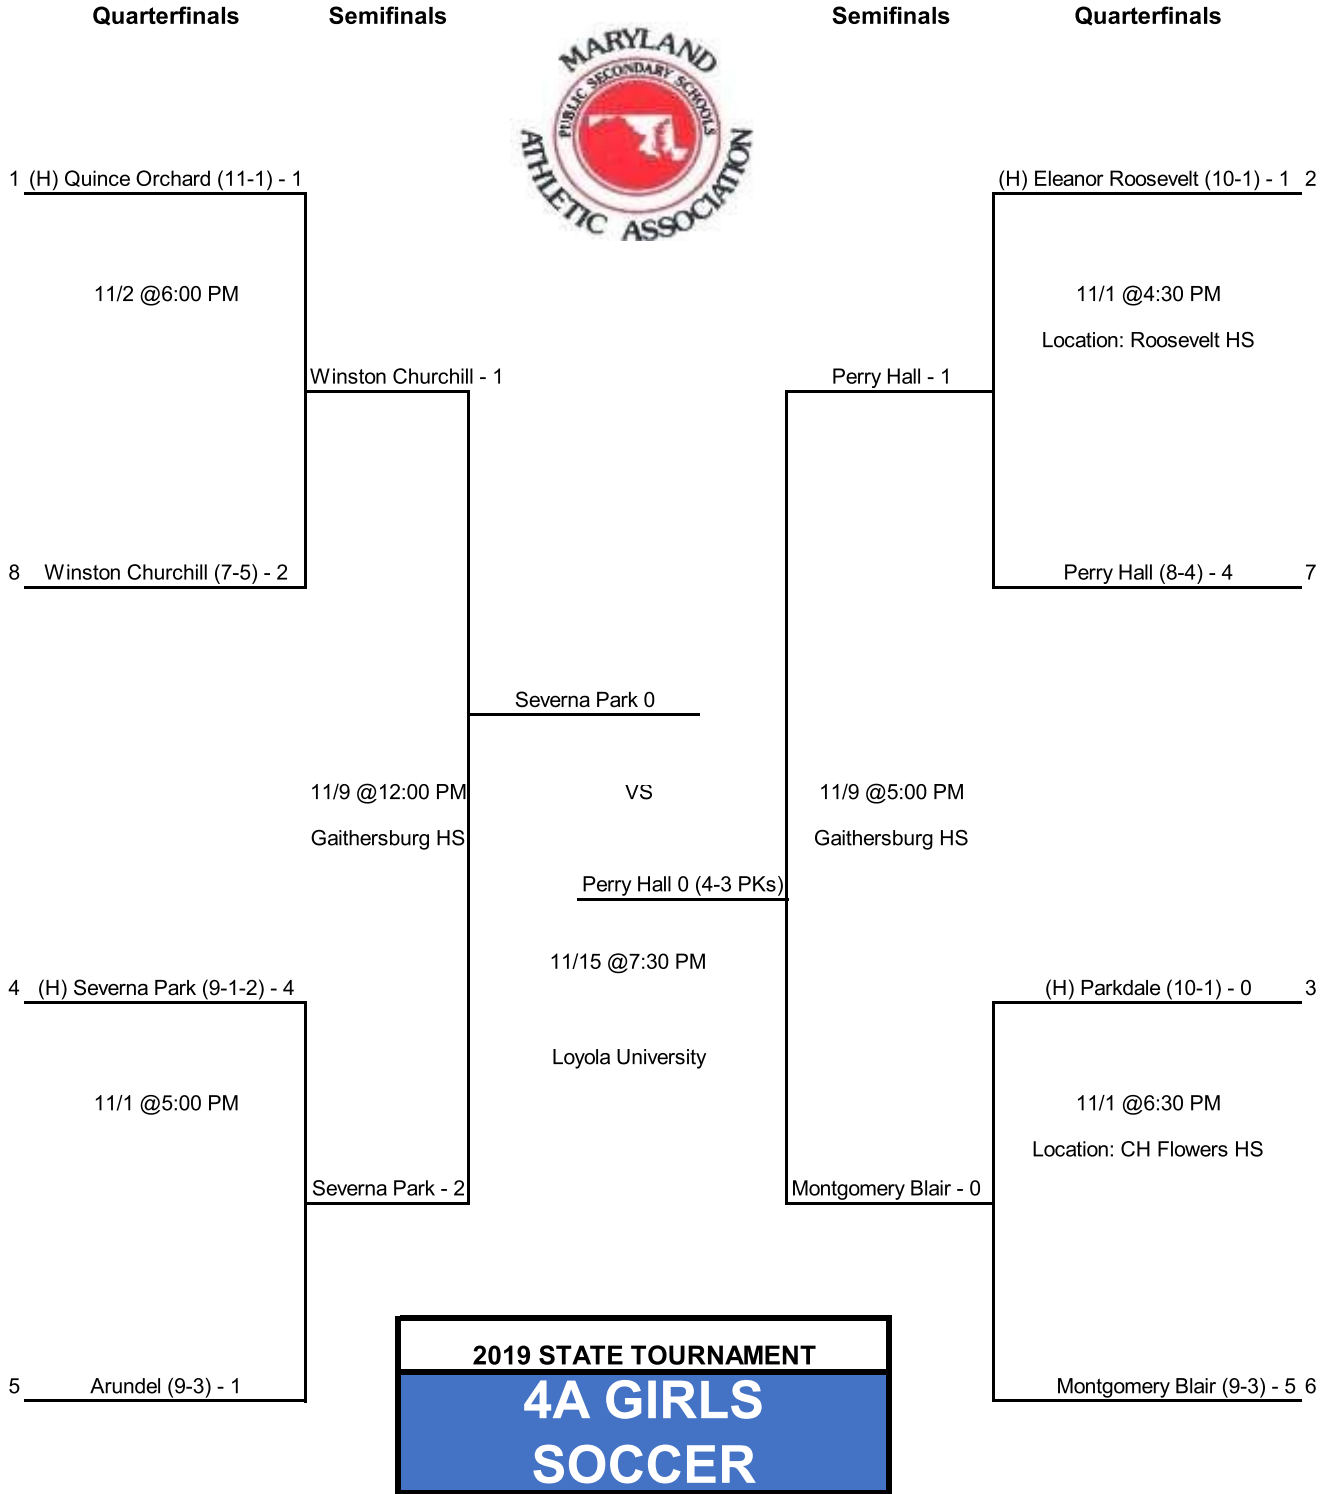 Quarterfinals Semifinals Semifinals Quarterfinals
MARYLAND
PUBLIC SECONDARY SCHOOLS
ATHLETIC ASSOCIATION
1 (H) Quince Orchard (11-1) - 1
(H) Eleanor Roosevelt (10-1) - 1 2
11/2 @6:00 PM
11/1 @4:30 PM
Location: Roosevelt HS
Winston Churchill - 1
Perry Hall - 1
8 Winston Churchill (7-5) - 2
Perry Hall (8-4) - 4 7
Severna Park 0
11/9 @12:00 PM
VS
11/9 @5:00 PM
Gaithersburg HS
Gaithersburg HS
Perry Hall 0 (4-3 PKs)
11/15 @7:30 PM
4 (H) Severna Park (9-1-2) - 4
(H) Parkdale (10-1) - 0 3
Loyola University
11/1 @5:00 PM
11/1 @6:30 PM
Location: CH Flowers HS
Severna Park - 2
Montgomery Blair - 0
5 Arundel (9-3) - 1
Montgomery Blair (9-3) - 5 6
2019 STATE TOURNAMENT
4A GIRLS
SOCCER